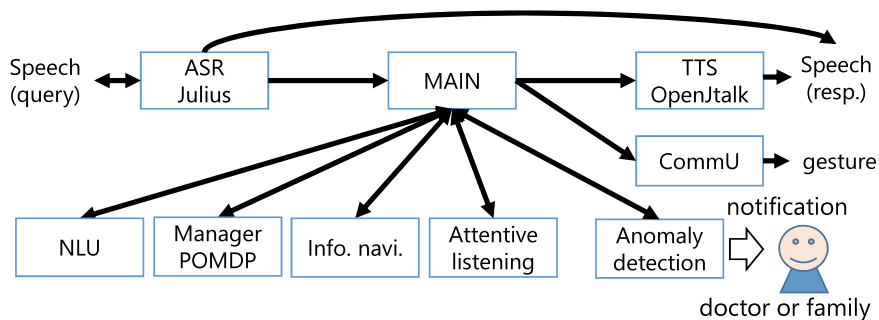 Speech
(query)
ASR
Julius
MAIN
TTS
OpenJtalk
Speech
(resp.)
CommU
gesture
NLU
Manager
POMDP
Info. navi.
Attentive
listening
Anomaly
detection
notification
doctor or family